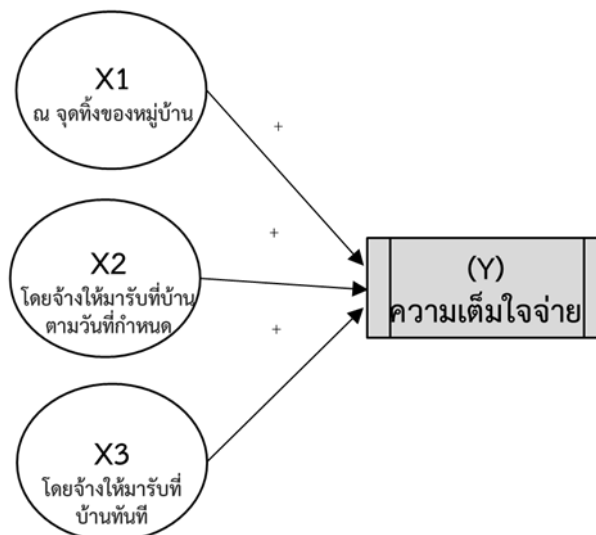 X1
ณ จุดทิ้งของหมู่บ้าน
+
X2
โดยจ้างให้มารับที่บ้าน
ตามวันที่กำหนด
+
(Y)
ความเต็มใจจ่าย
+
X3
โดยจ้างให้มารับที่
บ้านทันที